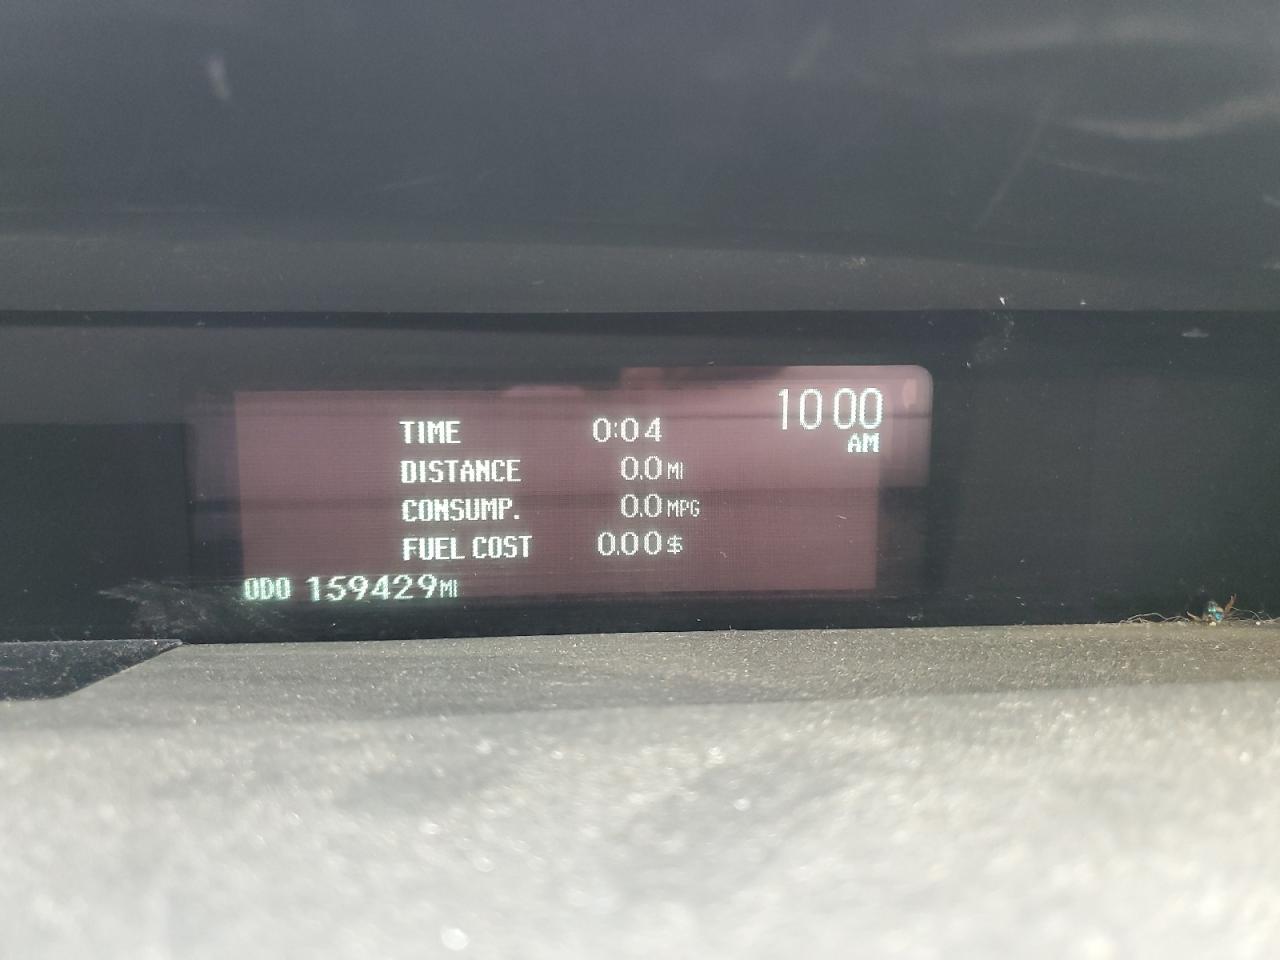 10 00
AM
TIME 0:04
DISTANCE 0.0 MI
CONSUMP. 0.0 MPG
FUEL COST 0.00 $
ODO 159429 MI